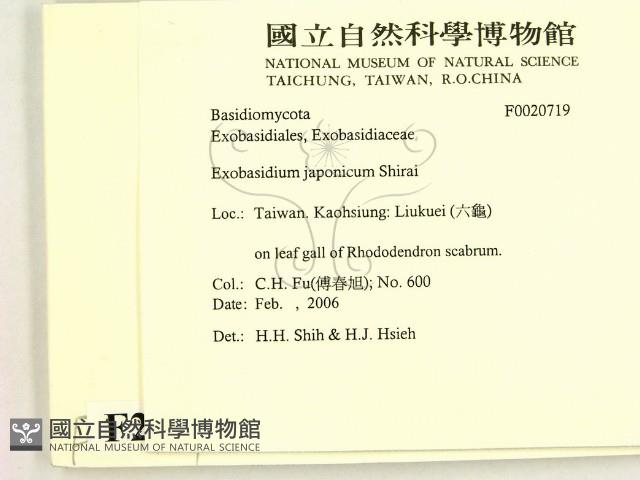 國立自然科學博物館
NATIONAL MUSEUM OF NATURAL SCIENCE
TAICHUNG, TAIWAN, R.O.CHINA
Basidiomycota F0020719
Exobasidiales, Exobasidiaceae
Exobasidium japonicum Shirai
Loc.: Taiwan. Kaohsiung: Liukuei (六龜)
on leaf gall of Rhododendron scabrum.
Col.: C.H. Fu(傅春旭); No. 600
Date: Feb. , 2006
Det.: H.H. Shih & H.J. Hsieh
F2
國立自然科學博物館
NATIONAL MUSEUM OF NATURAL SCIENCE